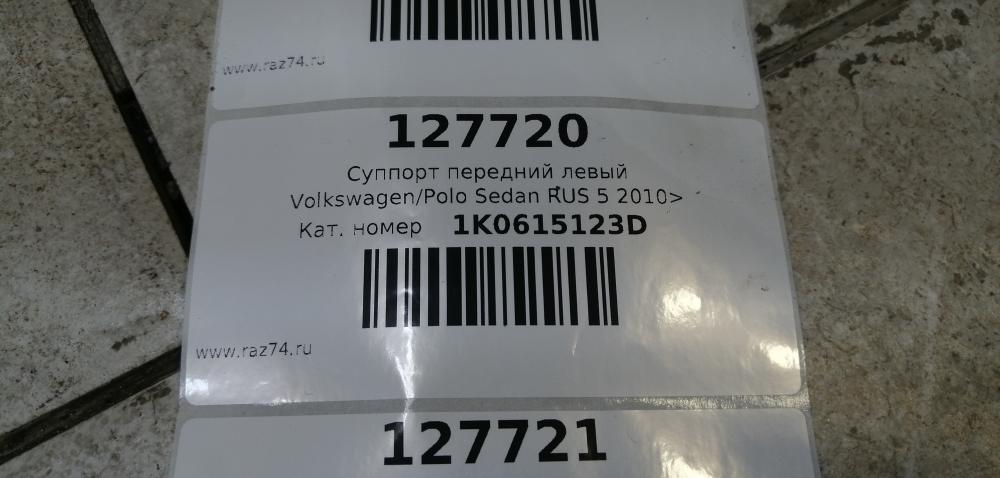 www.raz74.ru
127720
Суппорт передний левый
Volkswagen/Polo Sedan RUS 5 2010>
Кат. номер 1K0615123D
www.raz74.ru
127721